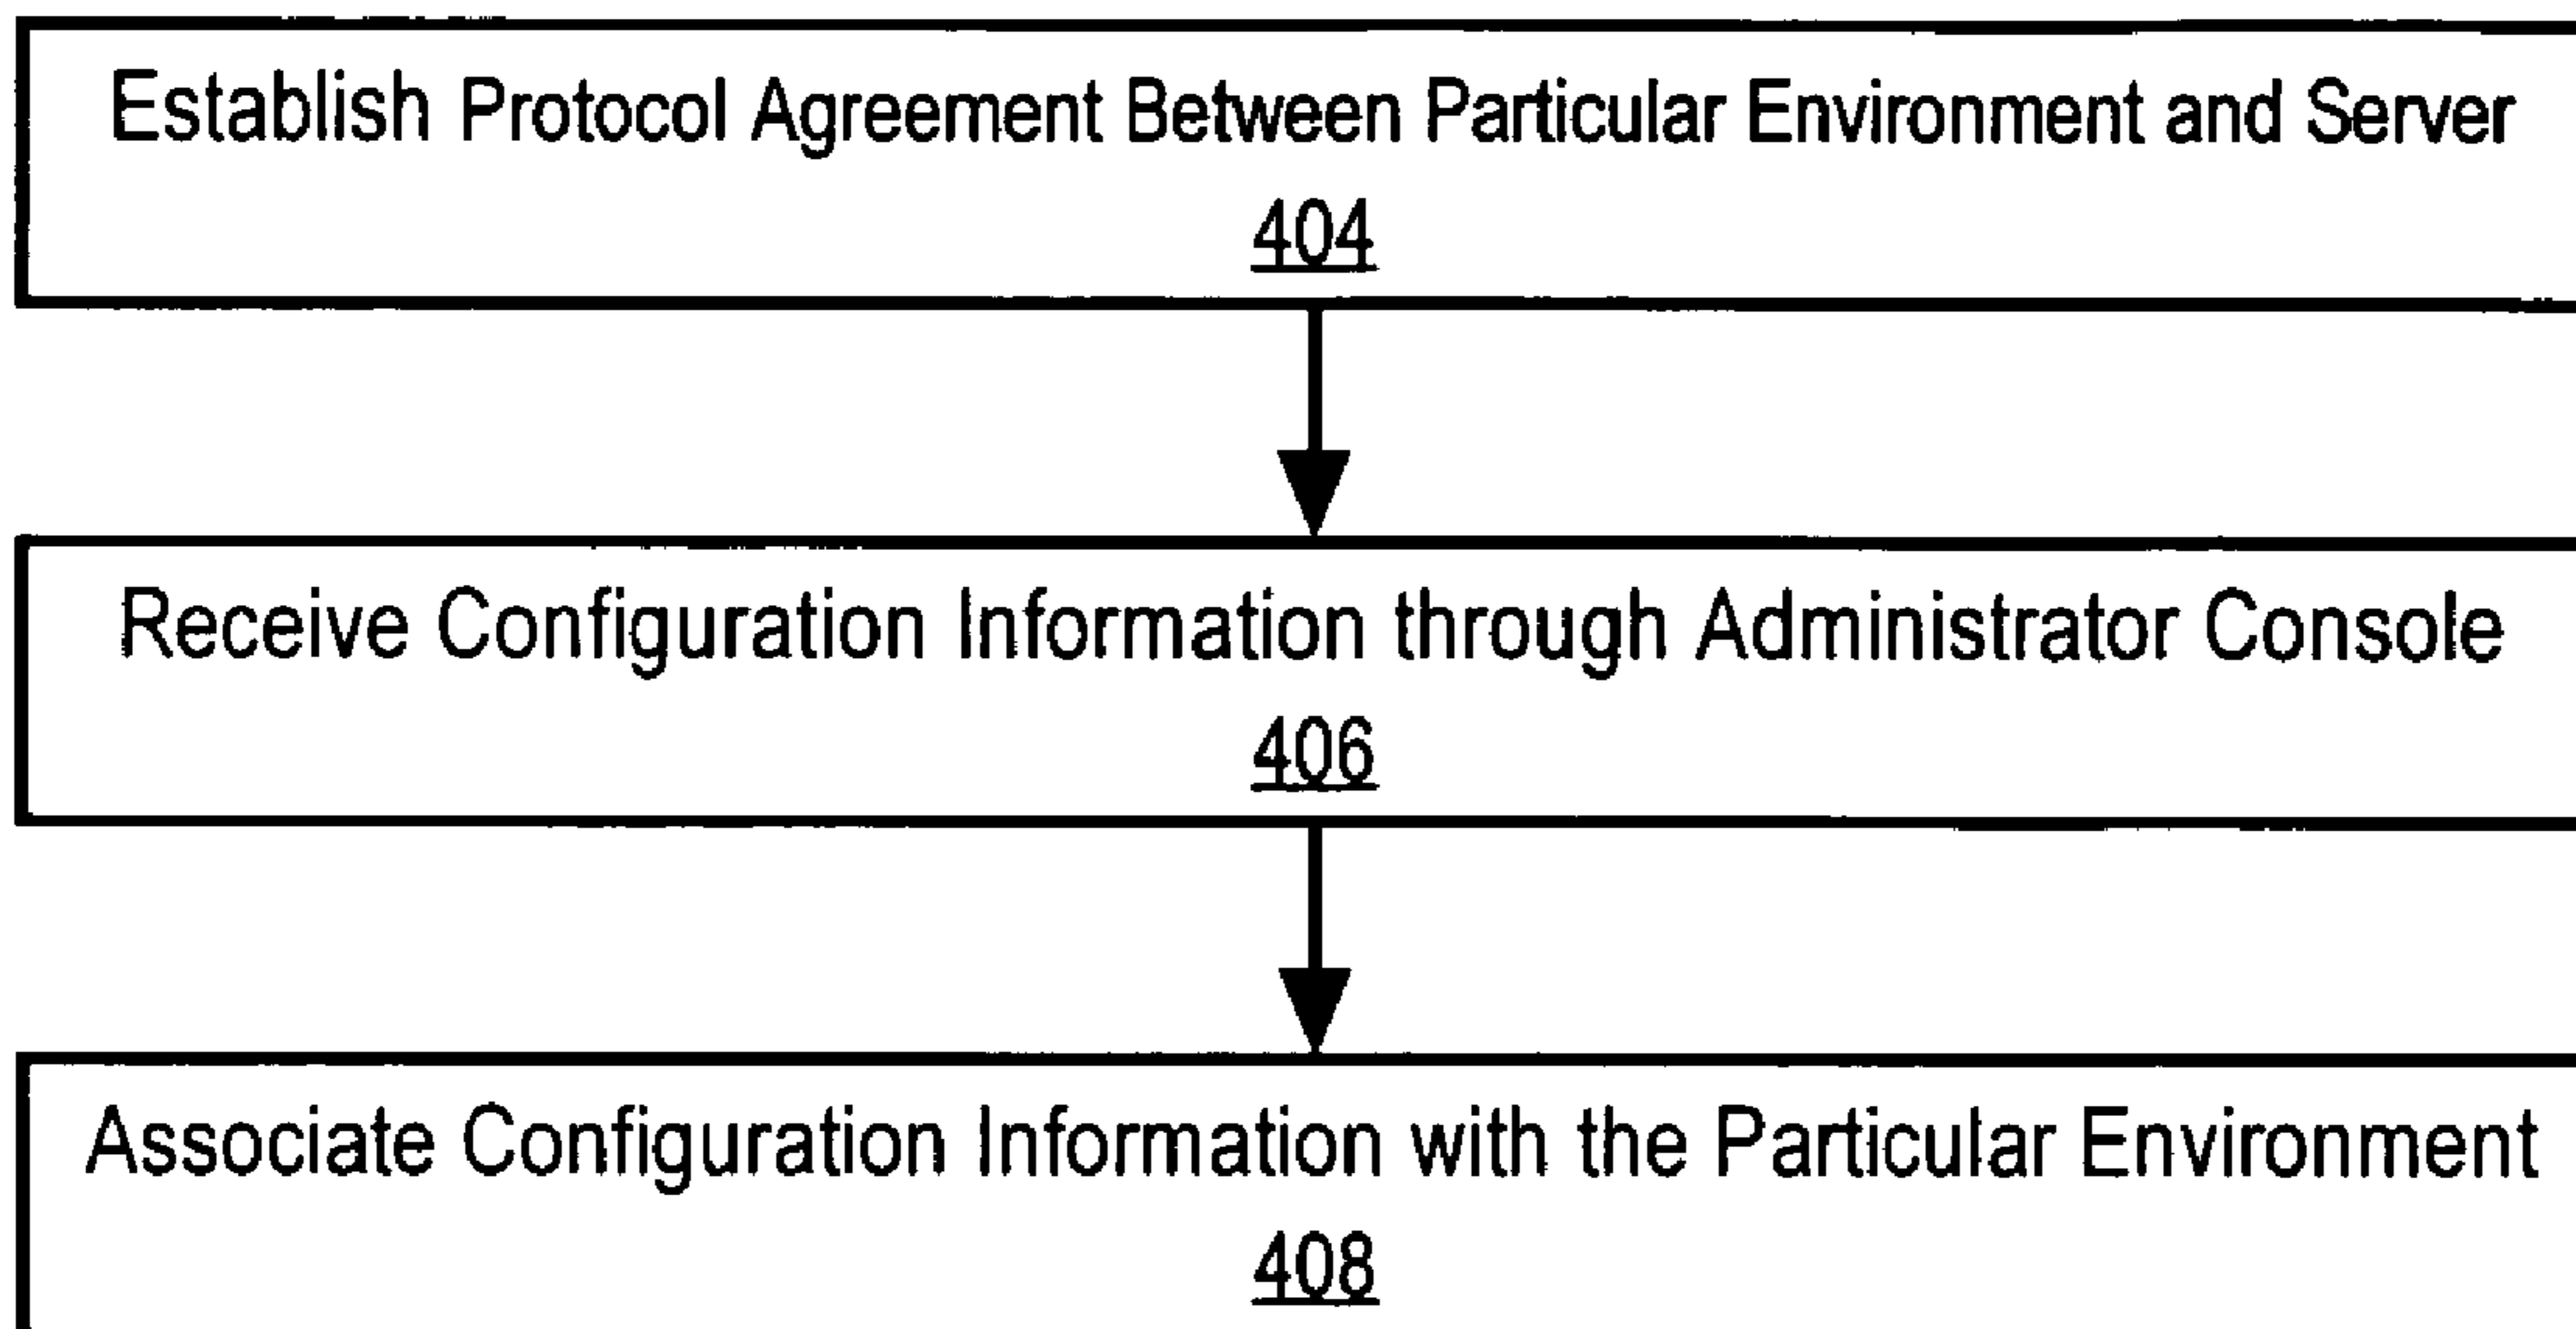 Establish Protocol Agreement Between Particular Environment and Server
404
Receive Configuration Information through Administrator Console
406
Associate Configuration Information with the Particular Environment
408